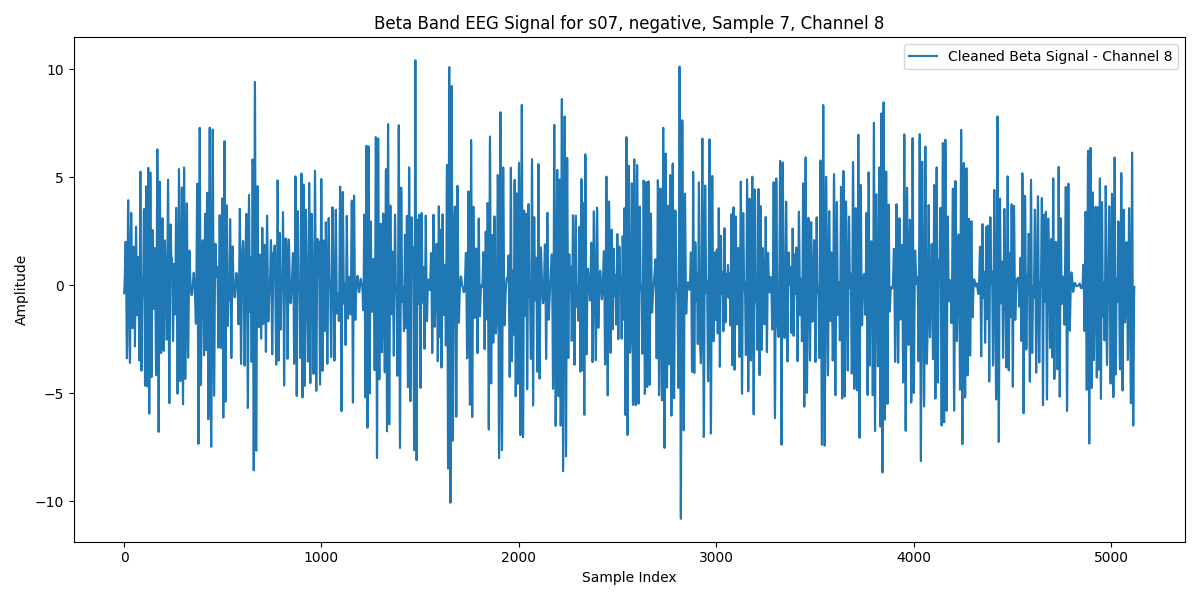 Beta Band EEG Signal for s07, negative, Sample 7, Channel 8
Cleaned Beta Signal - Channel 8
Amplitude
10
5
0
−5
−10
0 1000 2000 3000 4000 5000
Sample Index